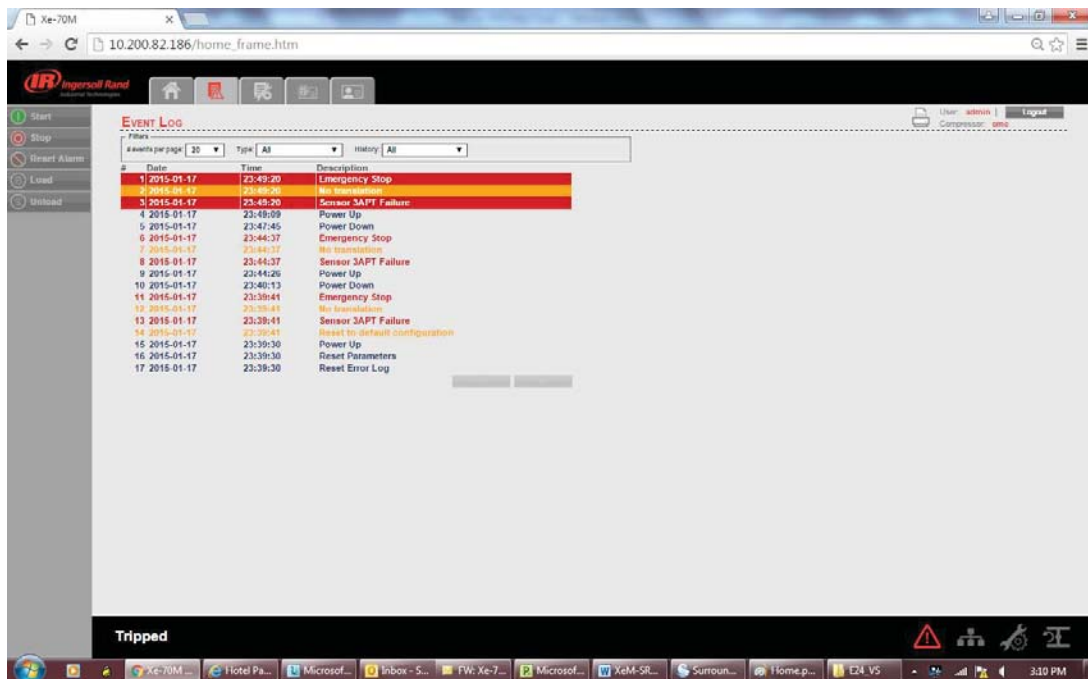 Xe-70M
10.200.82.186/home_frame.htm
IR Ingersoll Rand
Industrial Technologies
Start
Stop
Reset Alarm
Load
Unload
EVENT LOG
User: admin | Logout
Compressor:
Filters
# events per page: 20 Type: All History: All
# Date Time Description
1 2015-01-17 23:49:20 Emergency Stop
2 2015-01-17 23:49:20 No translation
3 2015-01-17 23:49:20 Sensor 3APT Failure
4 2015-01-17 23:49:09 Power Up
5 2015-01-17 23:47:45 Power Down
6 2015-01-17 23:44:37 Emergency Stop
7 2015-01-17 23:44:37 No translation
8 2015-01-17 23:44:37 Sensor 3APT Failure
9 2015-01-17 23:44:26 Power Up
10 2015-01-17 23:40:13 Power Down
11 2015-01-17 23:39:41 Emergency Stop
12 2015-01-17 23:39:41 No translation
13 2015-01-17 23:39:41 Sensor 3APT Failure
14 2015-01-17 23:39:41 Reset to default configuration
15 2015-01-17 23:39:30 Power Up
16 2015-01-17 23:39:30 Reset Parameters
17 2015-01-17 23:39:30 Reset Error Log
Tripped
Xe-70M ... Hotel Pa... Microsof... Inbox - S... FW: Xe-7... Microsof... XeM-SR... Surroun... Home.p... E24_VS 3:10 PM